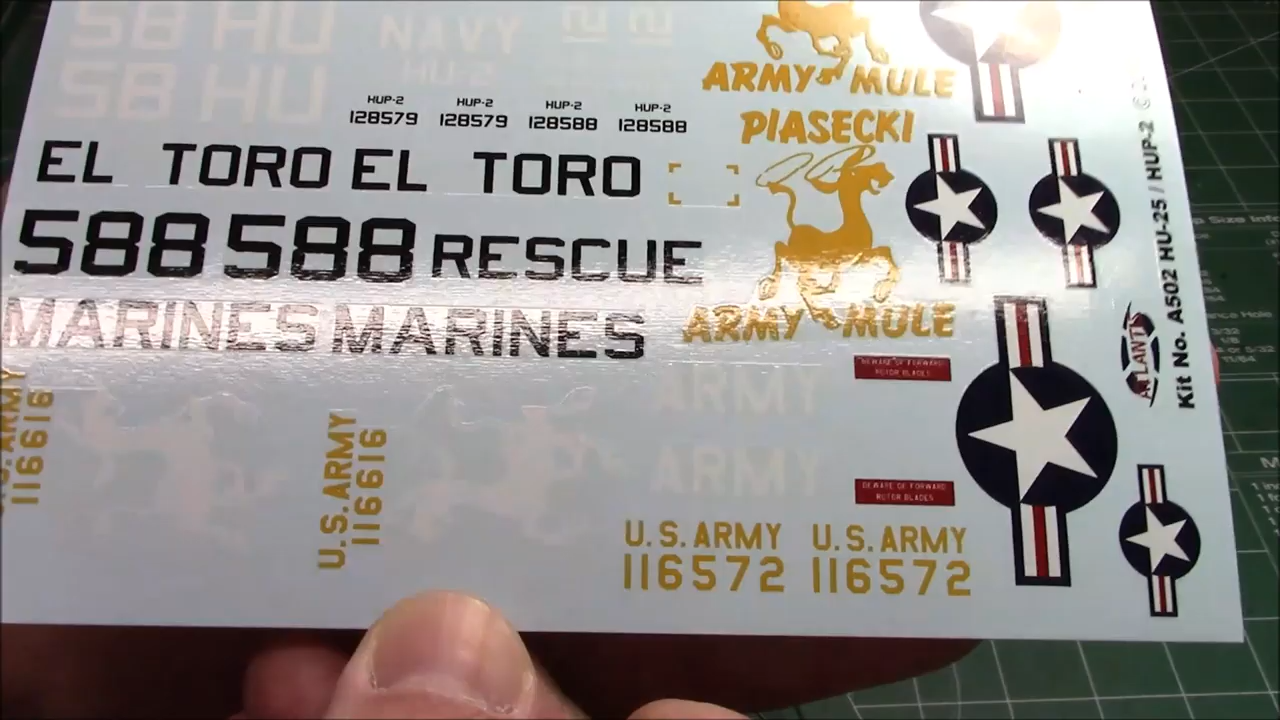 58 HU
NAVY
HU-2
58 HU
ARMY MULE
HUP-2
128579
HUP-2
128579
HUP-2
128588
HUP-2
128588
PIASECKI
EL TORO EL TORO
588 588 RESCUE
ARMY MULE
MARINES MARINES
BEWARE OF FORWARD
ROTOR BLADES
ARMY
U.S. ARMY
116616
U.S. ARMY
116616
ARMY
BEWARE OF FORWARD
ROTOR BLADES
U.S. ARMY
116572
U.S. ARMY
116572
ATLANTIS
Kit No. A502 HU-25 / HUP-2